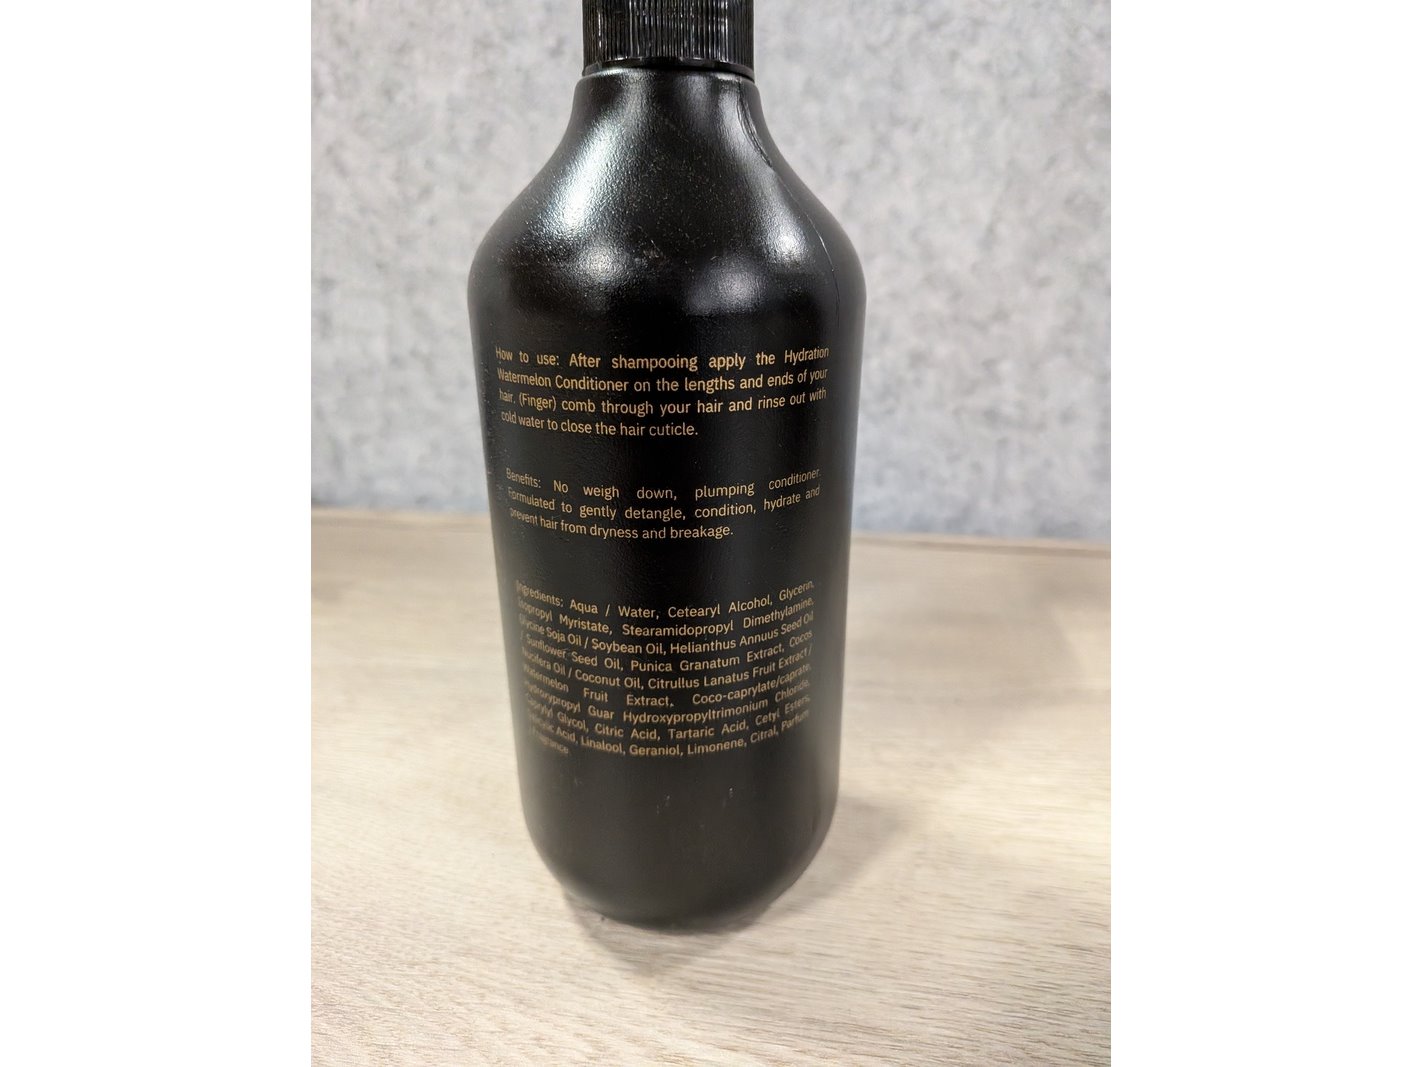 How to use: After shampooing apply the Hydration
Watermelon Conditioner on the lengths and ends of your
hair. (Finger) comb through your hair and rinse out with
cold water to close the hair cuticle.
Benefits: No weigh down, plumping conditioner.
Formulated to gently detangle, condition, hydrate and
prevent hair from dryness and breakage.
Ingredients: Aqua / Water, Cetearyl Alcohol, Glycerin,
Isopropyl Myristate, Stearamidopropyl Dimethylamine,
Glycine Soja Oil / Soybean Oil, Helianthus Annuus Seed Oil
/ Sunflower Seed Oil, Punica Granatum Extract, Cocos
Nucifera Oil / Coconut Oil, Citrullus Lanatus Fruit Extract /
Watermelon Fruit Extract, Coco-caprylate/caprate,
Hydroxypropyl Guar Hydroxypropyltrimonium Chloride,
Caprylyl Glycol, Citric Acid, Tartaric Acid, Cetyl Esters,
Acid, Linalool, Geraniol, Limonene, Citral, Parfum
/ Fragrance